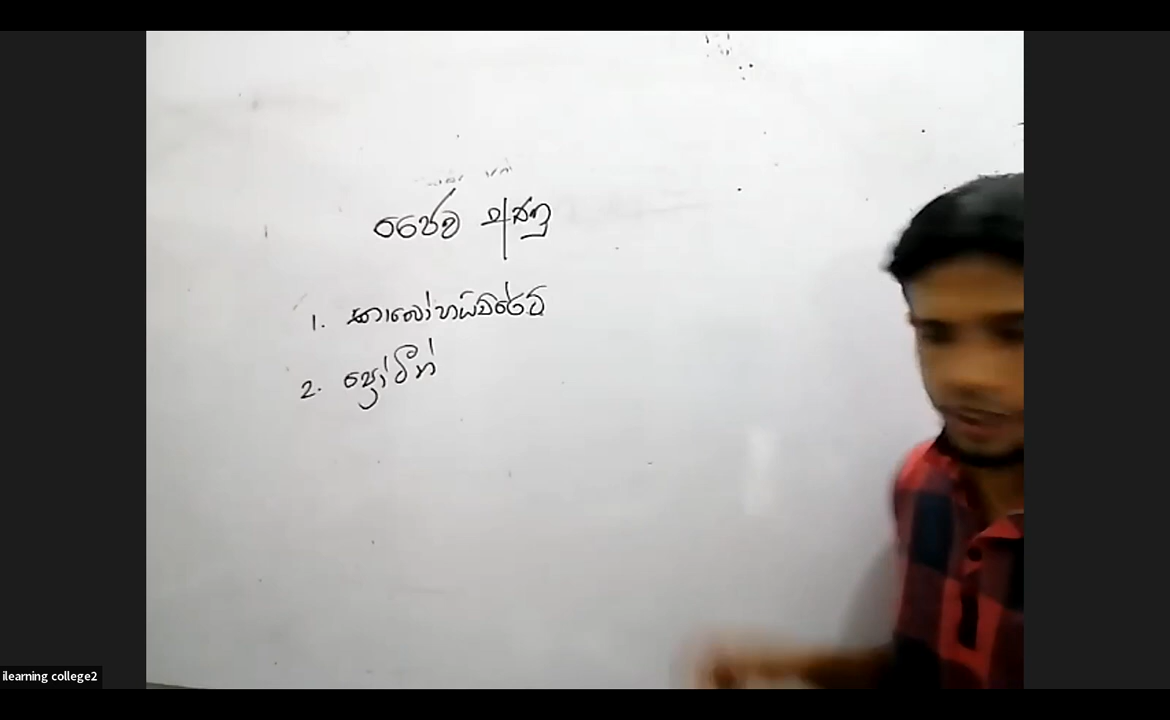 ජෛව අණු
1. කාබෝහයිඩ්රේට්
2. ප්‍රෝටීන්
ilearning college2